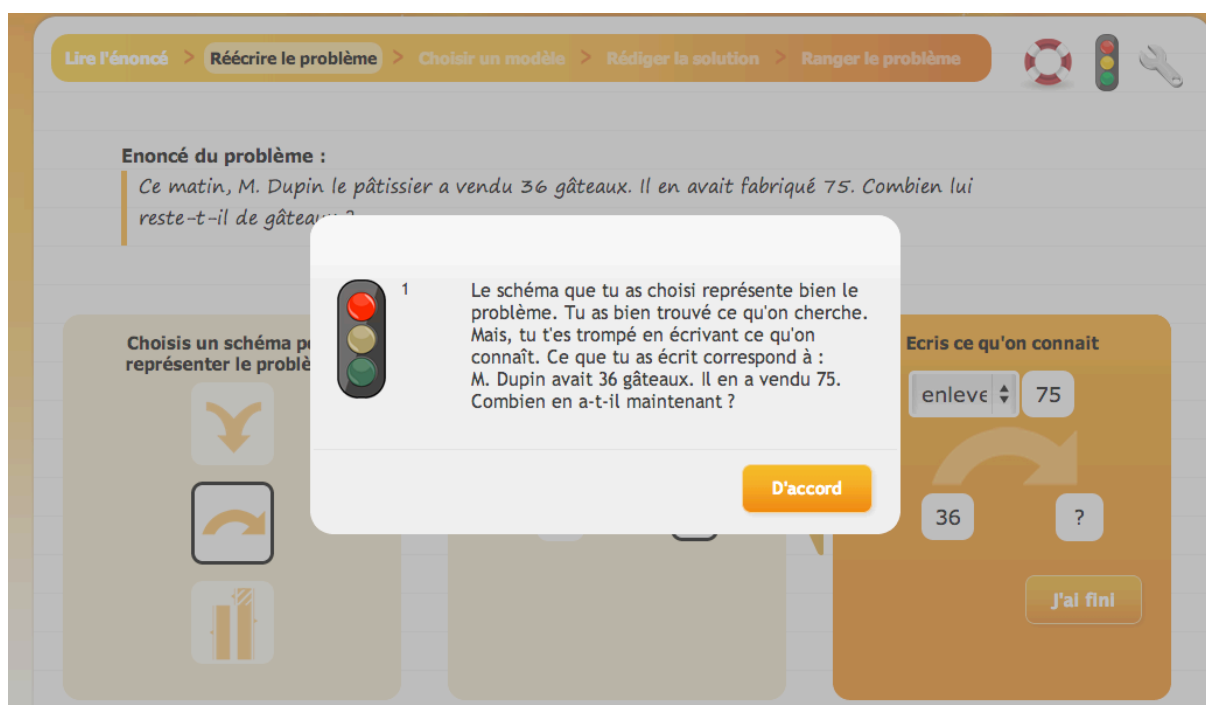 Lire l'énoncé > Réécrire le problème > Choisir un modèle > Rédiger la solution > Ranger le problème
Enoncé du problème :
Ce matin, M. Dupin le pâtissier a vendu 36 gâteaux. Il en avait fabriqué 75. Combien lui
reste-t-il de gâteaux ?
Choisis un schéma
représenter le problè
1
Le schéma que tu as choisi représente bien le
problème. Tu as bien trouvé ce qu'on cherche.
Mais, tu t'es trompé en écrivant ce qu'on
connaît. Ce que tu as écrit correspond à :
M. Dupin avait 36 gâteaux. Il en a vendu 75.
Combien en a-t-il maintenant ?
D'accord
Ecris ce qu'on connait
enleve 75
36 ?
J'ai fini